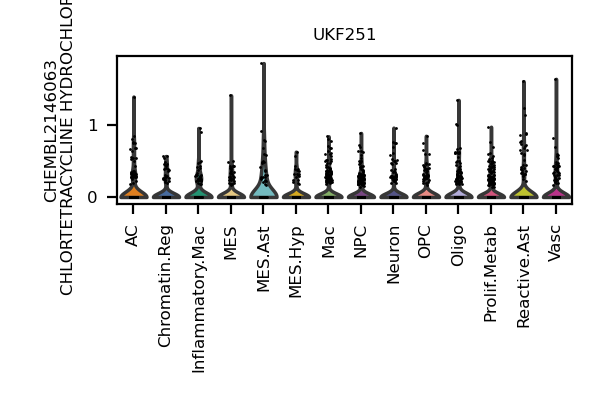 UKF251
CHEMBL2146063
CHLORTETRACYCLINE HYDROCHLOR
1
0
AC
Chromatin.Reg
Inflammatory.Mac
MES
MES.Ast
MES.Hyp
Mac
NPC
Neuron
OPC
Oligo
Prolif.Metab
Reactive.Ast
Vasc